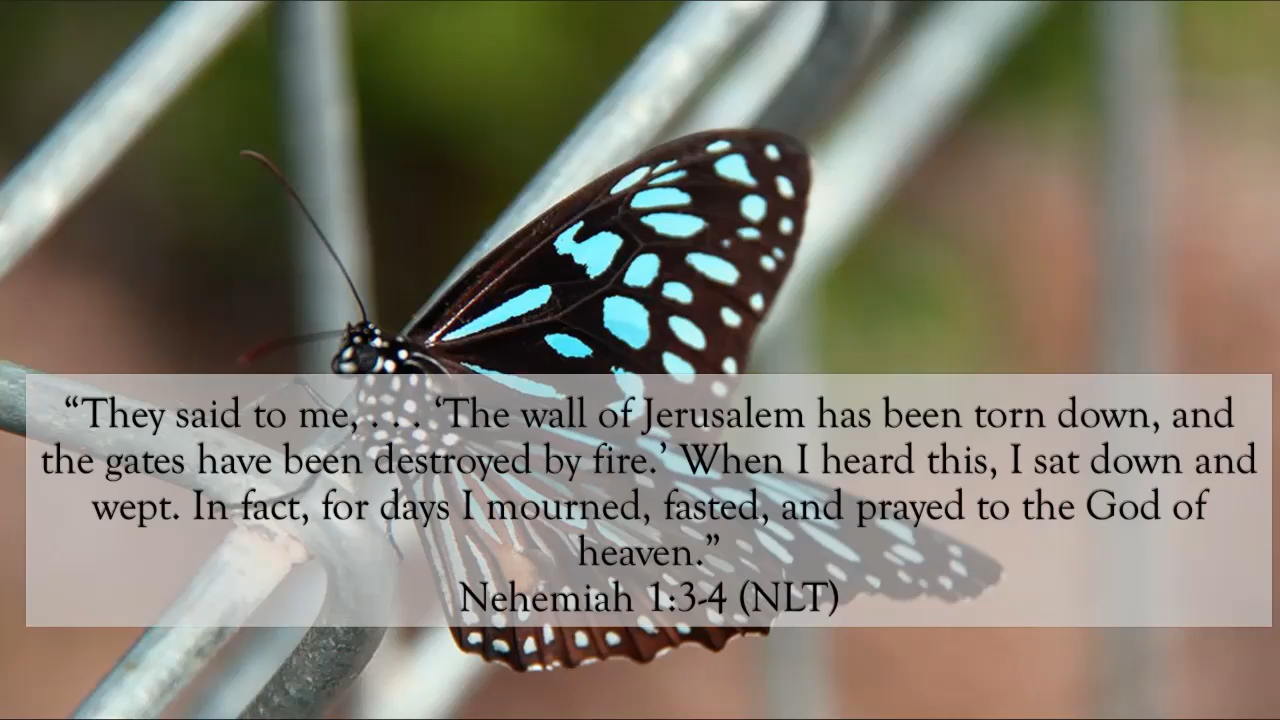 “They said to me, . . . ‘The wall of Jerusalem has been torn down, and
the gates have been destroyed by fire.’ When I heard this, I sat down and
wept. In fact, for days I mourned, fasted, and prayed to the God of
heaven.”
Nehemiah 1:3-4 (NLT)